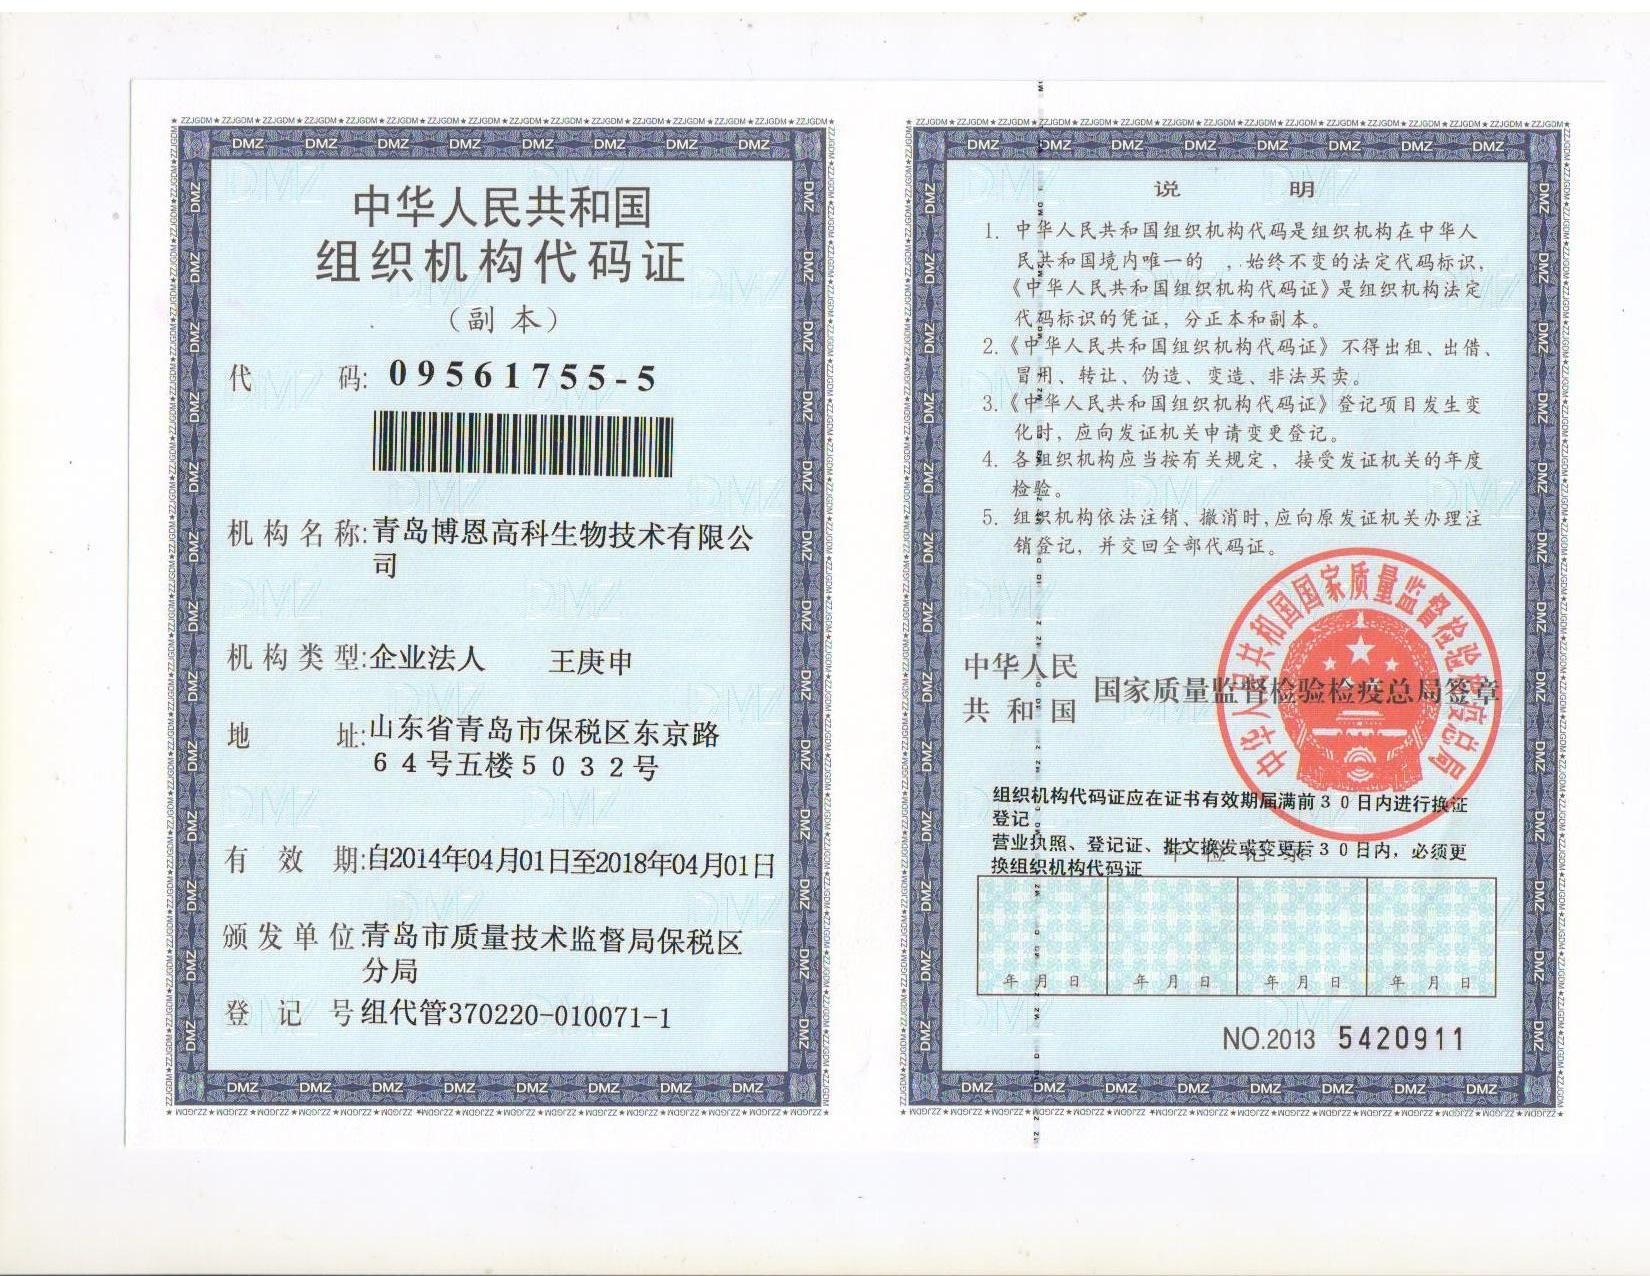 中华人民共和国
组织机构代码证
（副本）
代 码: 09561755-5
机构名称:青岛博恩高科生物技术有限公
司
机构类型:企业法人 王庚申
地 址:山东省青岛市保税区东京路
64号五楼5032号
有 效 期:自2014年04月01日至2018年04月01日
颁发单位:青岛市质量技术监督局保税区
分局
登 记 号 组代管370220-010071-1
说 明
1. 中华人民共和国组织机构代码是组织机构在中华人
民共和国境内唯一的 ，始终不变的法定代码标识，
《中华人民共和国组织机构代码证》是组织机构法定
代码标识的凭证，分正本和副本。
2.《中华人民共和国组织机构代码证》不得出租、出借、
冒用、转让、伪造、变造、非法买卖。
3.《中华人民共和国组织机构代码证》登记项目发生变
化时，应向发证机关申请变更登记。
4. 各组织机构应当按有关规定，接受发证机关的年度
检验。
5. 组织机构依法注销、撤消时，应向原发证机关办理注
销登记，并交回全部代码证。
中华人民
共和国 国家质量监督检验检疫总局签章
中华人民共和国国家质量监督检验检疫总局
组织机构代码证应在证书有效期届满前30日内进行换证
登记
营业执照、登记证、批文换发或变更后30日内，必须更
换组织机构代码证
年检记录
年 月 日 年 月 日 年 月 日 年 月 日
NO.2013 5420911